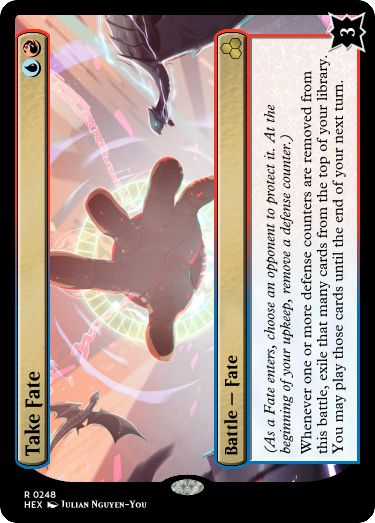 Take Fate
Battle — Fate
(As a Fate enters, choose an opponent to protect it. At the
beginning of your upkeep, remove a defense counter.)
Whenever one or more defense counters are removed from
this battle, exile that many cards from the top of your library.
You may play those cards until the end of your next turn.
3
R 0248
HEX Julian Nguyen-You